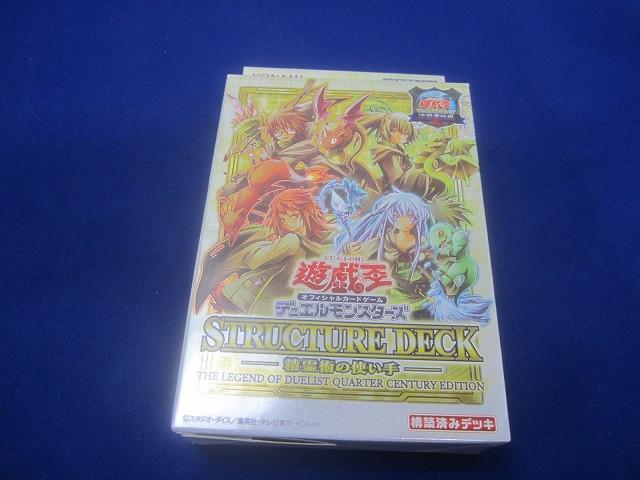 KONAMI
遊戯王
YU-GI-OH!
遊戯王
オフィシャルカードゲーム
デュエルモンスターズ
STRUCTURE DECK
精霊術の使い手
THE LEGEND OF DUELIST QUARTER CENTURY EDITION
©スタジオ・ダイス/集英社・テレビ東京・KONAMI
構築済みデッキ